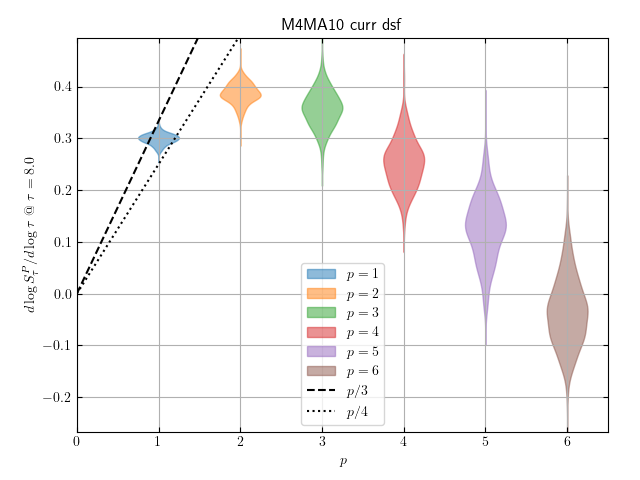 M4MA10 curr dsf
d log S_τ^P / d log τ @ τ = 8.0
0.4
0.3
0.2
0.1
0.0
−0.1
−0.2
p = 1
p = 2
p = 3
p = 4
p = 5
p = 6
p/3
p/4
0 1 2 3 4 5 6
p